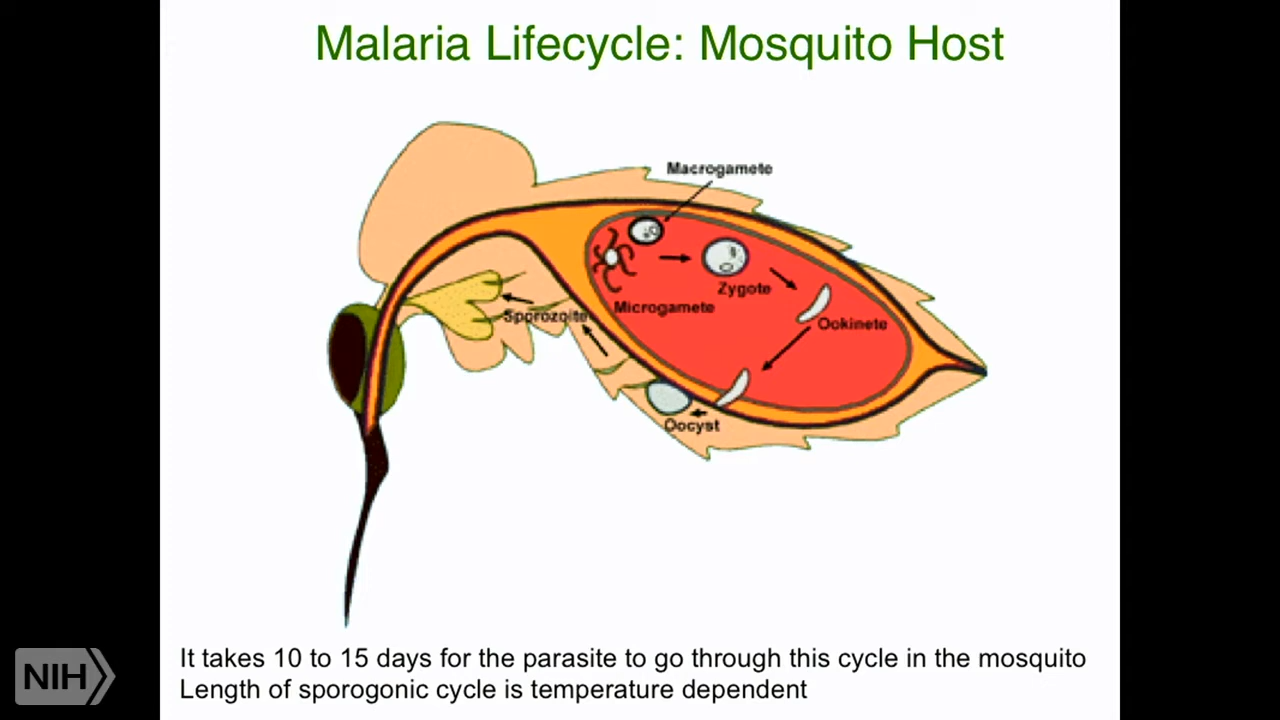 Malaria Lifecycle: Mosquito Host
Macrogamete
Zygote
Microgamete
Sporozoite
Ookinete
Oocyst
It takes 10 to 15 days for the parasite to go through this cycle in the mosquito
Length of sporogonic cycle is temperature dependent
NIH